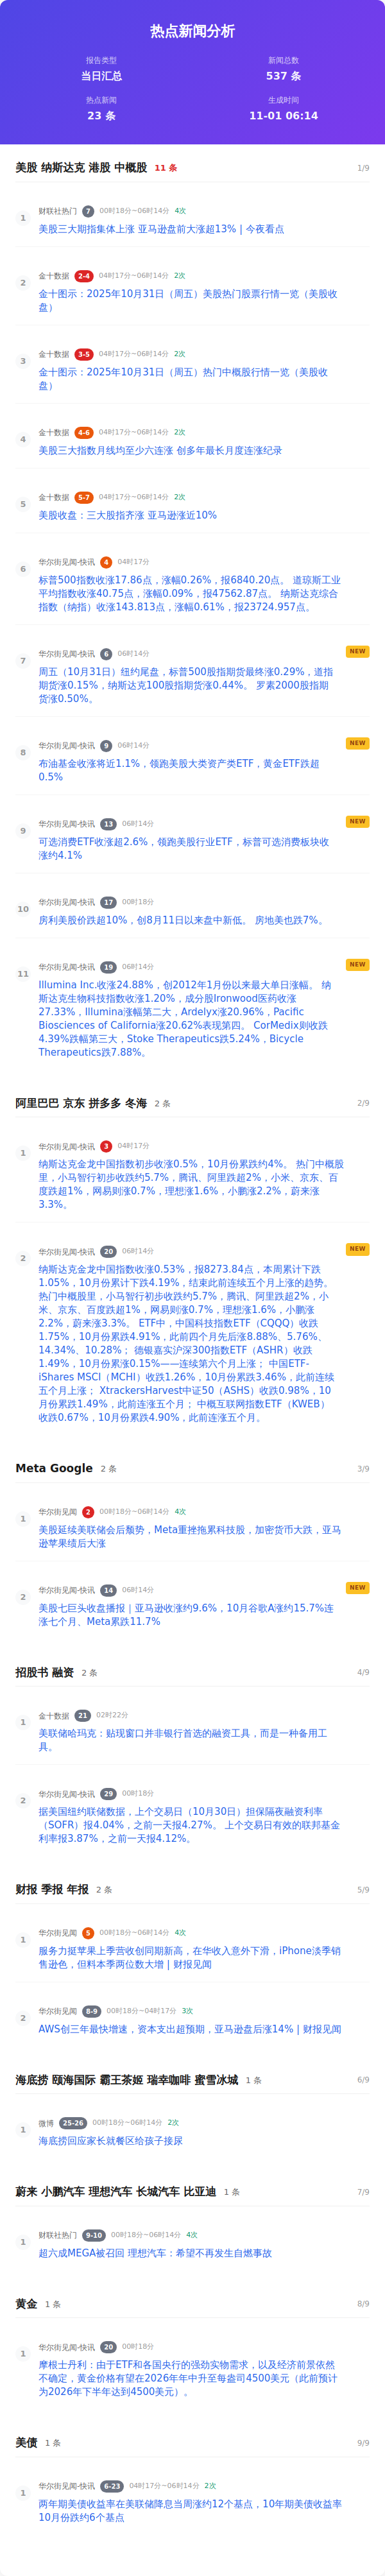 热点新闻分析
报告类型
当日汇总
新闻总数
537 条
热点新闻
23 条
生成时间
11-01 06:14
美股 纳斯达克 港股 中概股 11 条 1/9
1
财联社热门 7 00时18分~06时14分 4次
美股三大期指集体上涨 亚马逊盘前大涨超13% | 今夜看点
2
金十数据 2-4 04时17分~06时14分 2次
金十图示：2025年10月31日（周五）美股热门股票行情一览（美股收
盘）
3
金十数据 3-5 04时17分~06时14分 2次
金十图示：2025年10月31日（周五）热门中概股行情一览（美股收
盘）
4
金十数据 4-6 04时17分~06时14分 2次
美股三大指数月线均至少六连涨 创多年最长月度连涨纪录
5
金十数据 5-7 04时17分~06时14分 2次
美股收盘：三大股指齐涨 亚马逊涨近10%
6
华尔街见闻-快讯 4 04时17分
标普500指数收涨17.86点，涨幅0.26%，报6840.20点。 道琼斯工业
平均指数收涨40.75点，涨幅0.09%，报47562.87点。 纳斯达克综合
指数（纳指）收涨143.813点，涨幅0.61%，报23724.957点。
7
华尔街见闻-快讯 6 06时14分 NEW
周五（10月31日）纽约尾盘，标普500股指期货最终涨0.29%，道指
期货涨0.15%，纳斯达克100股指期货涨0.44%。 罗素2000股指期
货涨0.50%。
8
华尔街见闻-快讯 9 06时14分 NEW
布油基金收涨将近1.1%，领跑美股大类资产类ETF，黄金ETF跌超
0.5%
9
华尔街见闻-快讯 13 06时14分 NEW
可选消费ETF收涨超2.6%，领跑美股行业ETF，标普可选消费板块收
涨约4.1%
10
华尔街见闻-快讯 17 00时18分
房利美股价跌超10%，创8月11日以来盘中新低。 房地美也跌7%。
11
华尔街见闻-快讯 19 06时14分 NEW
Illumina Inc.收涨24.88%，创2012年1月份以来最大单日涨幅。 纳
斯达克生物科技指数收涨1.20%，成分股Ironwood医药收涨
27.33%，Illumina涨幅第二大，Ardelyx涨20.96%，Pacific
Biosciences of California涨20.62%表现第四。 CorMedix则收跌
4.39%跌幅第三大，Stoke Therapeutics跌5.24%，Bicycle
Therapeutics跌7.88%。
阿里巴巴 京东 拼多多 冬海 2 条 2/9
1
华尔街见闻-快讯 3 04时17分
纳斯达克金龙中国指数初步收涨0.5%，10月份累跌约4%。 热门中概股
里，小马智行初步收跌约5.7%，腾讯、阿里跌超2%，小米、京东、百
度跌超1%，网易则涨0.7%，理想涨1.6%，小鹏涨2.2%，蔚来涨
3.3%。
2
华尔街见闻-快讯 20 06时14分 NEW
纳斯达克金龙中国指数收涨0.53%，报8273.84点，本周累计下跌
1.05%，10月份累计下跌4.19%，结束此前连续五个月上涨的趋势。
热门中概股里，小马智行初步收跌约5.7%，腾讯、阿里跌超2%，小
米、京东、百度跌超1%，网易则涨0.7%，理想涨1.6%，小鹏涨
2.2%，蔚来涨3.3%。 ETF中，中国科技指数ETF（CQQQ）收跌
1.75%，10月份累跌4.91%，此前四个月先后涨8.88%、5.76%、
14.34%、10.28%； 德银嘉实沪深300指数ETF（ASHR）收跌
1.49%，10月份累涨0.15%——连续第六个月上涨； 中国ETF-
iShares MSCI（MCHI）收跌1.26%，10月累跌3.46%，此前连续
五个月上涨； XtrackersHarvest中证50（ASHS）收跌0.98%，10
月份累跌1.49%，此前连涨五个月； 中概互联网指数ETF（KWEB）
收跌0.67%，10月份累跌4.90%，此前连涨五个月。
Meta Google 2 条 3/9
1
华尔街见闻 2 00时18分~06时14分 4次
美股延续美联储会后颓势，Meta重挫拖累科技股，加密货币大跌，亚马
逊苹果绩后大涨
2
华尔街见闻-快讯 14 06时14分 NEW
美股七巨头收盘播报｜亚马逊收涨约9.6%，10月谷歌A涨约15.7%连
涨七个月、Meta累跌11.7%
招股书 融资 2 条 4/9
1
金十数据 21 02时22分
美联储哈玛克：贴现窗口并非银行首选的融资工具，而是一种备用工
具。
2
华尔街见闻-快讯 29 00时18分
据美国纽约联储数据，上个交易日（10月30日）担保隔夜融资利率
（SOFR）报4.04%，之前一天报4.27%。 上个交易日有效的联邦基金
利率报3.87%，之前一天报4.12%。
财报 季报 年报 2 条 5/9
1
华尔街见闻 5 00时18分~06时14分 4次
服务力挺苹果上季营收创同期新高，在华收入意外下滑，iPhone淡季销
售逊色，但料本季两位数大增 | 财报见闻
2
华尔街见闻 8-9 00时18分~04时17分 3次
AWS创三年最快增速，资本支出超预期，亚马逊盘后涨14% | 财报见闻
海底捞 颐海国际 霸王茶姬 瑞幸咖啡 蜜雪冰城 1 条 6/9
1
微博 25-26 00时18分~06时14分 2次
海底捞回应家长就餐区给孩子接尿
蔚来 小鹏汽车 理想汽车 长城汽车 比亚迪 1 条 7/9
1
财联社热门 9-10 00时18分~06时14分 4次
超六成MEGA被召回 理想汽车：希望不再发生自燃事故
黄金 1 条 8/9
1
华尔街见闻-快讯 20 00时18分
摩根士丹利：由于ETF和各国央行的强劲实物需求，以及经济前景依然
不确定，黄金价格有望在2026年年中升至每盎司4500美元（此前预计
为2026年下半年达到4500美元）。
美债 1 条 9/9
1
华尔街见闻-快讯 6-23 04时17分~06时14分 2次
两年期美债收益率在美联储降息当周涨约12个基点，10年期美债收益率
10月份跌约6个基点